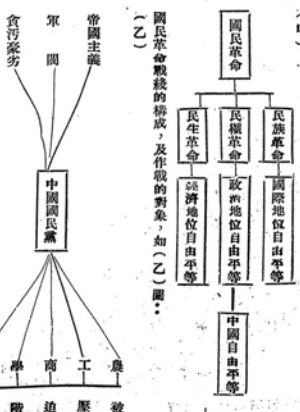 國民革命
民族革命
國際地位自由平等
民權革命
政治地位自由平等
民生革命
經濟地位自由平等
中國自由平等
國民革命戰綫的構成，及作戰的對象，如（乙）圖：
（乙）
帝國主義
軍閥
貪污豪劣
中國國民黨
農
工
商
學
被
壓
迫
階